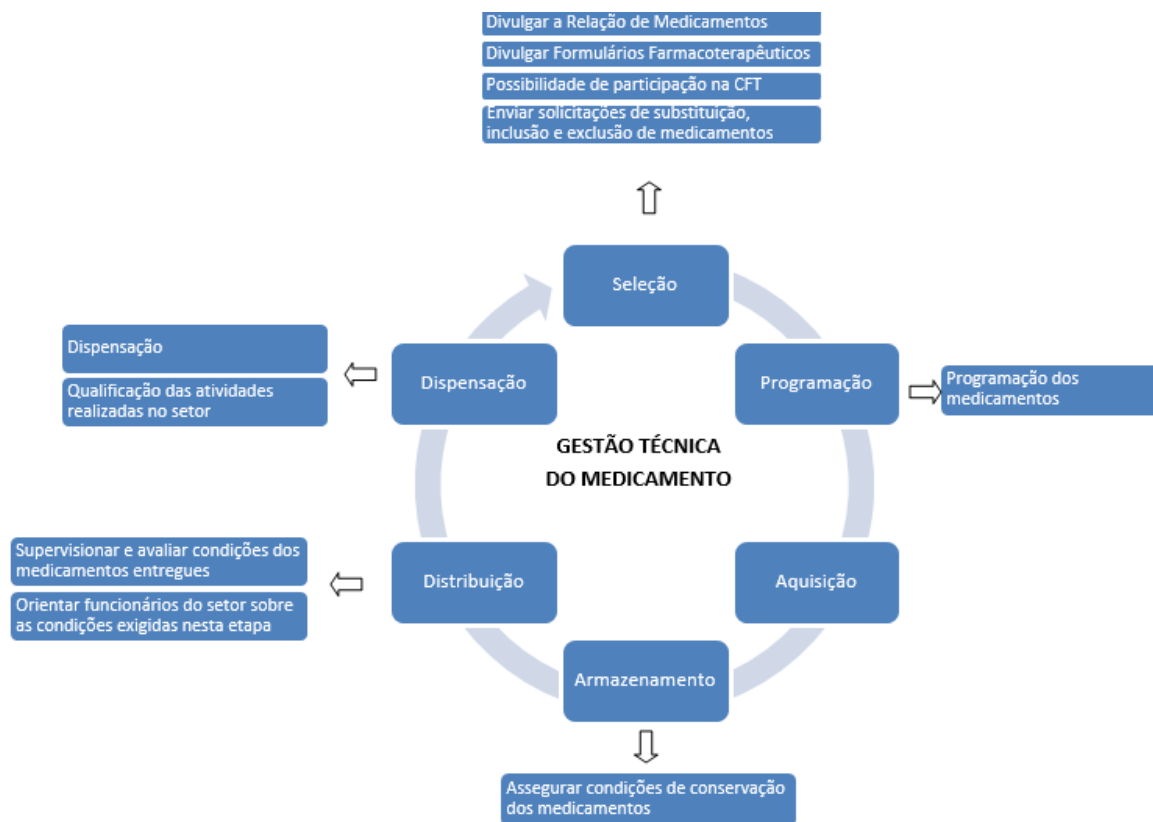 Divulgar a Relação de Medicamentos
Divulgar Formulários Farmacoterapêuticos
Possibilidade de participação na CFT
Enviar solicitações de substituição,
inclusão e exclusão de medicamentos
Seleção
Dispensação
Qualificação das atividades
realizadas no setor
Dispensação
Programação
Programação dos
medicamentos
GESTÃO TÉCNICA
DO MEDICAMENTO
Supervisionar e avaliar condições dos
medicamentos entregues
Orientar funcionários do setor sobre
as condições exigidas nesta etapa
Distribuição
Aquisição
Armazenamento
Assegurar condições de conservação
dos medicamentos